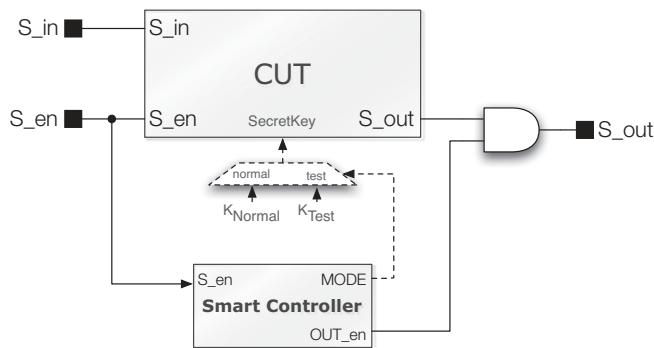 S_in
S_in
CUT
S_en
S_en
SecretKey
S_out
S_out
normal
test
KNormal
KTest
S_en
MODE
Smart Controller
OUT_en